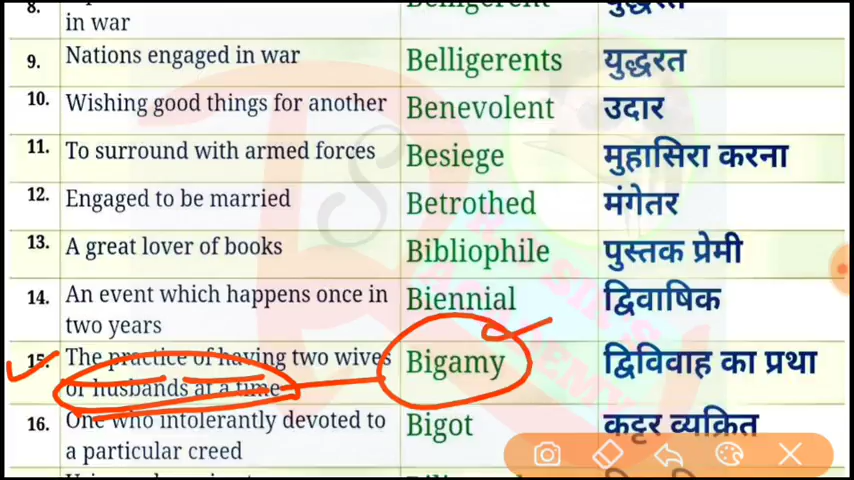 8.
Belligerent
युद्धरत
in war
9.
Nations engaged in war
Belligerents
युद्धरत
10.
Wishing good things for another
Benevolent
उदार
11.
To surround with armed forces
Besiege
मुहासिरा करना
12.
Engaged to be married
Betrothed
मंगेतर
13.
A great lover of books
Bibliophile
पुस्तक प्रेमी
14.
An event which happens once in
two years
Biennial
द्विवाषिक
15.
The practice of having two wives
or husbands at a time
Bigamy
द्विविवाह का प्रथा
16.
One who intolerantly devoted to
a particular creed
Bigot
कट्टर व्यक्ति